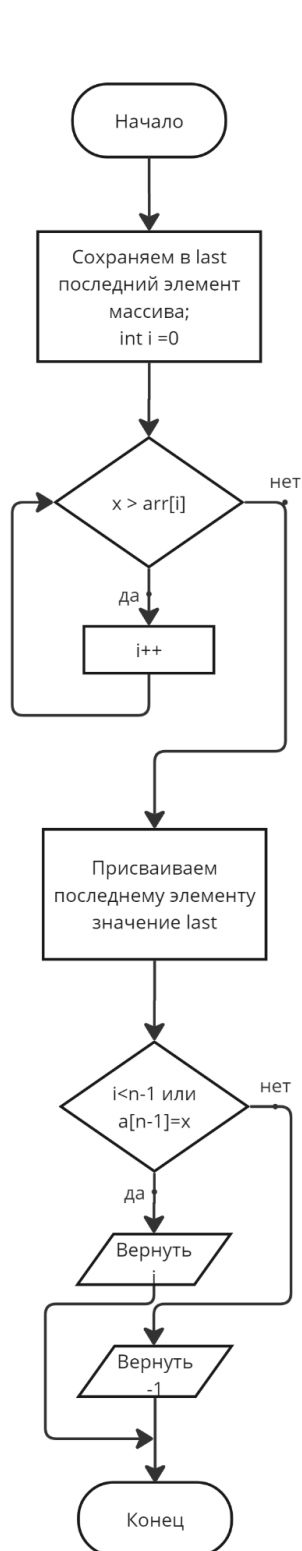 Начало
Сохраняем в last
последний элемент
массива;
int i =0
x > arr[i]
нет
да
i++
Присваиваем
последнему элементу
значение last
i<n-1 или
a[n-1]=x
нет
да
Вернуть
i
Вернуть
-1
Конец